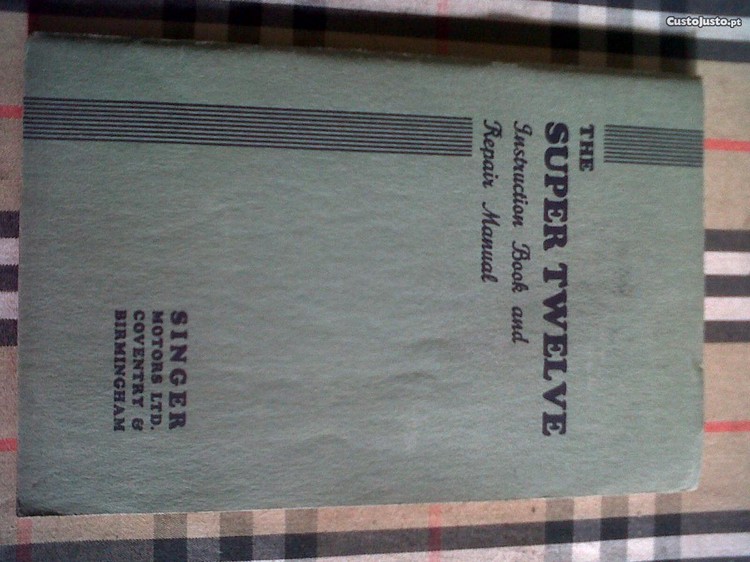 THE
SUPER TWELVE
Instruction Book and
Repair Manual
SINGER
MOTORS LTD.
COVENTRY &
BIRMINGHAM
CustoJusto.pt